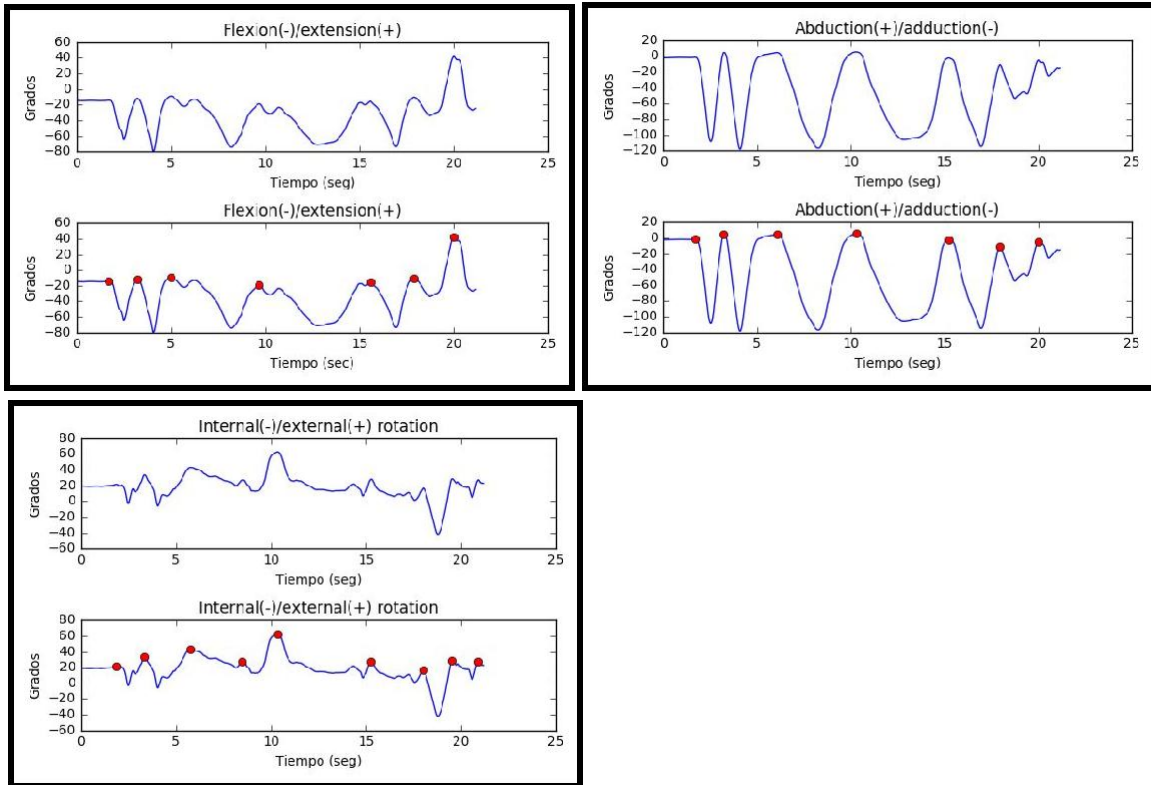 Flexion(-)/extension(+)
60
40
20
0
−20
−40
−60
−80
Grados
0 5 10 15 20 25
Tiempo (seg)
Flexion(-)/extension(+)
60
40
20
0
−20
−40
−60
−80
Grados
0 5 10 15 20 25
Tiempo (sec)
Abduction(+)/adduction(-)
20
0
−20
−40
−60
−80
−100
−120
Grados
0 5 10 15 20 25
Tiempo (seg)
Abduction(+)/adduction(-)
20
0
−20
−40
−60
−80
−100
−120
Grados
0 5 10 15 20 25
Tiempo (seg)
Internal(-)/external(+) rotation
80
60
40
20
0
−20
−40
−60
Grados
0 5 10 15 20 25
Tiempo (seg)
Internal(-)/external(+) rotation
80
60
40
20
0
−20
−40
−60
Grados
0 5 10 15 20 25
Tiempo (seg)